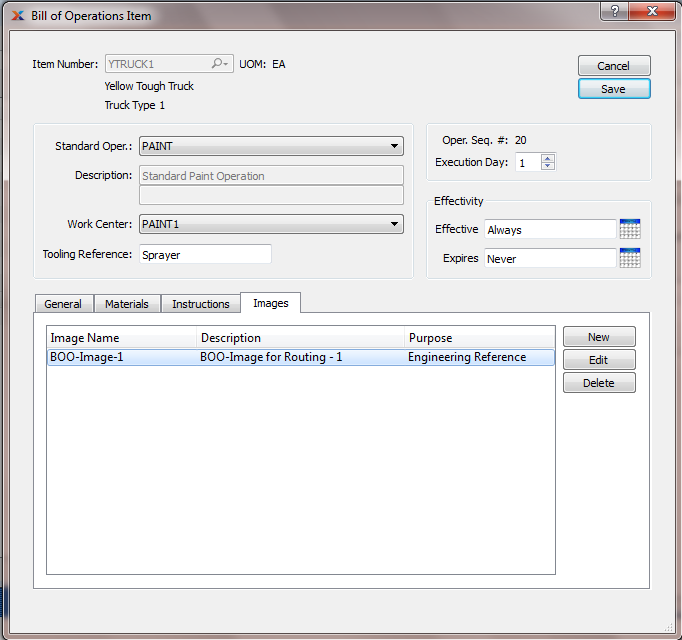 Bill of Operations Item
?
Item Number: YTRUCK1 UOM: EA
Yellow Tough Truck
Truck Type 1
Cancel
Save
Standard Oper.: PAINT
Description: Standard Paint Operation
Work Center: PAINT1
Tooling Reference: Sprayer
Oper. Seq. #: 20
Execution Day: 1
Effectivity
Effective Always
Expires Never
General Materials Instructions Images
Image Name Description Purpose
BOO-Image-1 BOO-Image for Routing - 1 Engineering Reference
New
Edit
Delete